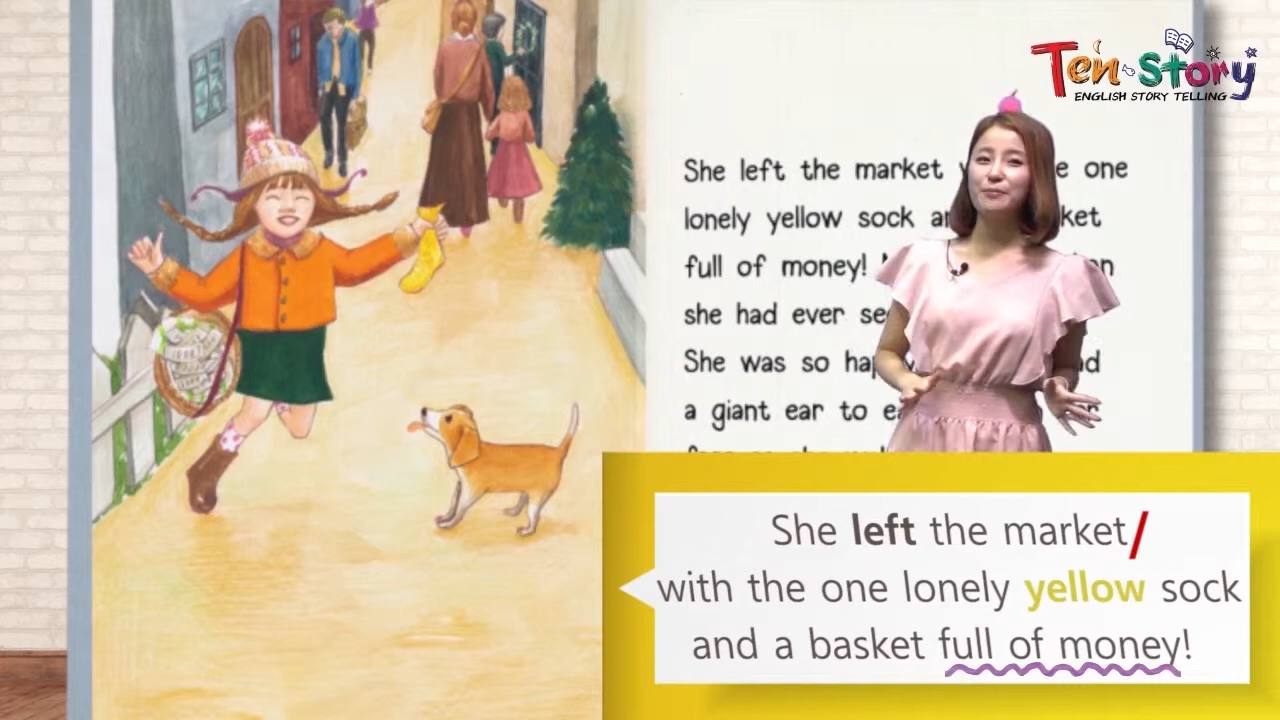 Ten Story
ENGLISH STORY TELLING
She left the market one
lonely yellow sock
full of money!
she had ever
She was so
a giant ear to
She left the market/
with the one lonely yellow sock
and a basket full of money!